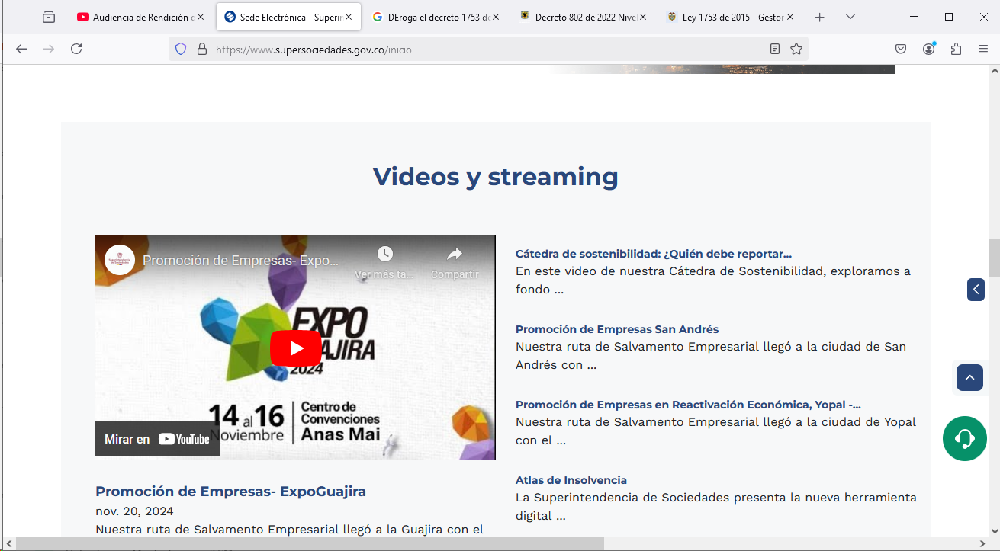 Audiencia de Rendición d
Sede Electrónica - Superin
DEroga el decreto 1753 de
Decreto 802 de 2022 Nivel
Ley 1753 de 2015 - Gestor
https://www.supersociedades.gov.co/inicio
Videos y streaming
Promoción de Empresas- Expo...
Ver más ta...
Compartir
EXPO
AJIRA
2024
14 al 16
Noviembre
Centro de
Convenciones
Anas Mai
Mirar en YouTube
Promoción de Empresas- ExpoGuajira
nov. 20, 2024
Nuestra ruta de Salvamento Empresarial llegó a la Guajira con el
Cátedra de sostenibilidad: ¿Quién debe reportar...
En este video de nuestra Cátedra de Sostenibilidad, exploramos a
fondo ...
Promoción de Empresas San Andrés
Nuestra ruta de Salvamento Empresarial llegó a la ciudad de San
Andrés con ...
Promoción de Empresas en Reactivación Económica, Yopal -...
Nuestra ruta de Salvamento Empresarial llegó a la ciudad de Yopal
con el ...
Atlas de Insolvencia
La Superintendencia de Sociedades presenta la nueva herramienta
digital ...